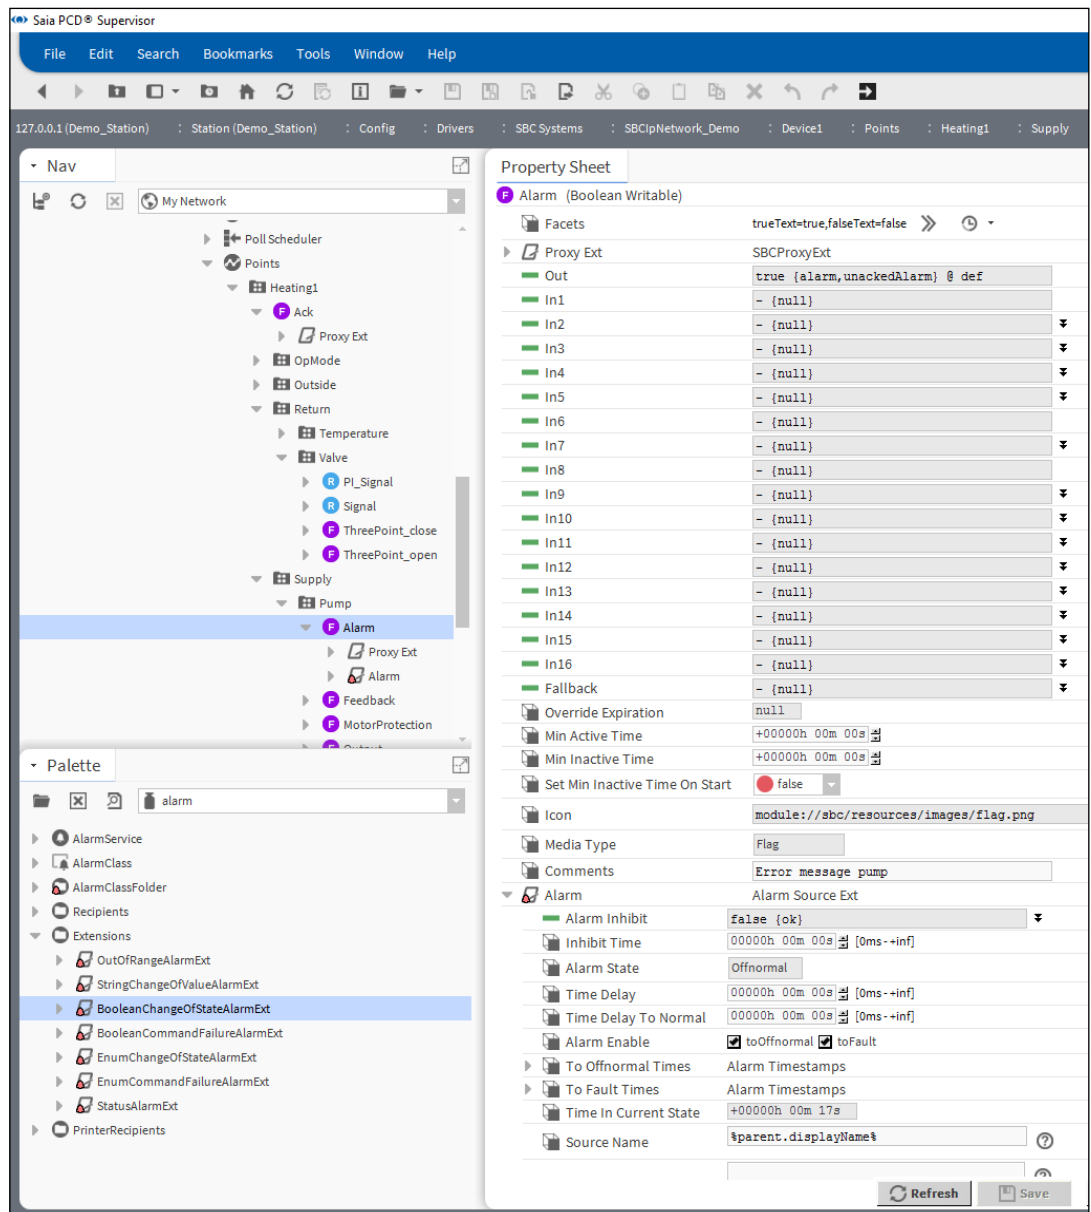 Saia PCD® Supervisor
File Edit Search Bookmarks Tools Window Help
127.0.0.1 (Demo_Station) : Station (Demo_Station) : Config : Drivers : SBC Systems : SBCIpNetwork_Demo : Device1 : Points : Heating1 : Supply
Nav
My Network
Poll Scheduler
Points
Heating1
F Ack
Proxy Ext
OpMode
Outside
Return
Temperature
Valve
R PI_Signal
R Signal
F ThreePoint_close
F ThreePoint_open
Supply
Pump
F Alarm
Proxy Ext
Alarm
F Feedback
F MotorProtection
Palette
alarm
AlarmService
AlarmClass
AlarmClassFolder
Recipients
Extensions
OutOfRangeAlarmExt
StringChangeOfValueAlarmExt
BooleanChangeOfStateAlarmExt
BooleanCommandFailureAlarmExt
EnumChangeOfStateAlarmExt
EnumCommandFailureAlarmExt
StatusAlarmExt
PrinterRecipients
Property Sheet
F Alarm (Boolean Writable)
Facets trueText=true,falseText=false
Proxy Ext SBCProxyExt
Out true {alarm,unackedAlarm} @ def
In1 - {null}
In2 - {null}
In3 - {null}
In4 - {null}
In5 - {null}
In6 - {null}
In7 - {null}
In8 - {null}
In9 - {null}
In10 - {null}
In11 - {null}
In12 - {null}
In13 - {null}
In14 - {null}
In15 - {null}
In16 - {null}
Fallback - {null}
Override Expiration null
Min Active Time +00000h 00m 00s
Min Inactive Time +00000h 00m 00s
Set Min Inactive Time On Start false
Icon module://sbc/resources/images/flag.png
Media Type Flag
Comments Error message pump
Alarm Alarm Source Ext
Alarm Inhibit false {ok}
Inhibit Time 00000h 00m 00s [0ms-+inf]
Alarm State Offnormal
Time Delay 00000h 00m 00s [0ms-+inf]
Time Delay To Normal 00000h 00m 00s [0ms-+inf]
Alarm Enable toOffnormal toFault
To Offnormal Times Alarm Timestamps
To Fault Times Alarm Timestamps
Time In Current State +00000h 00m 17s
Source Name %parent.displayName%
Refresh Save